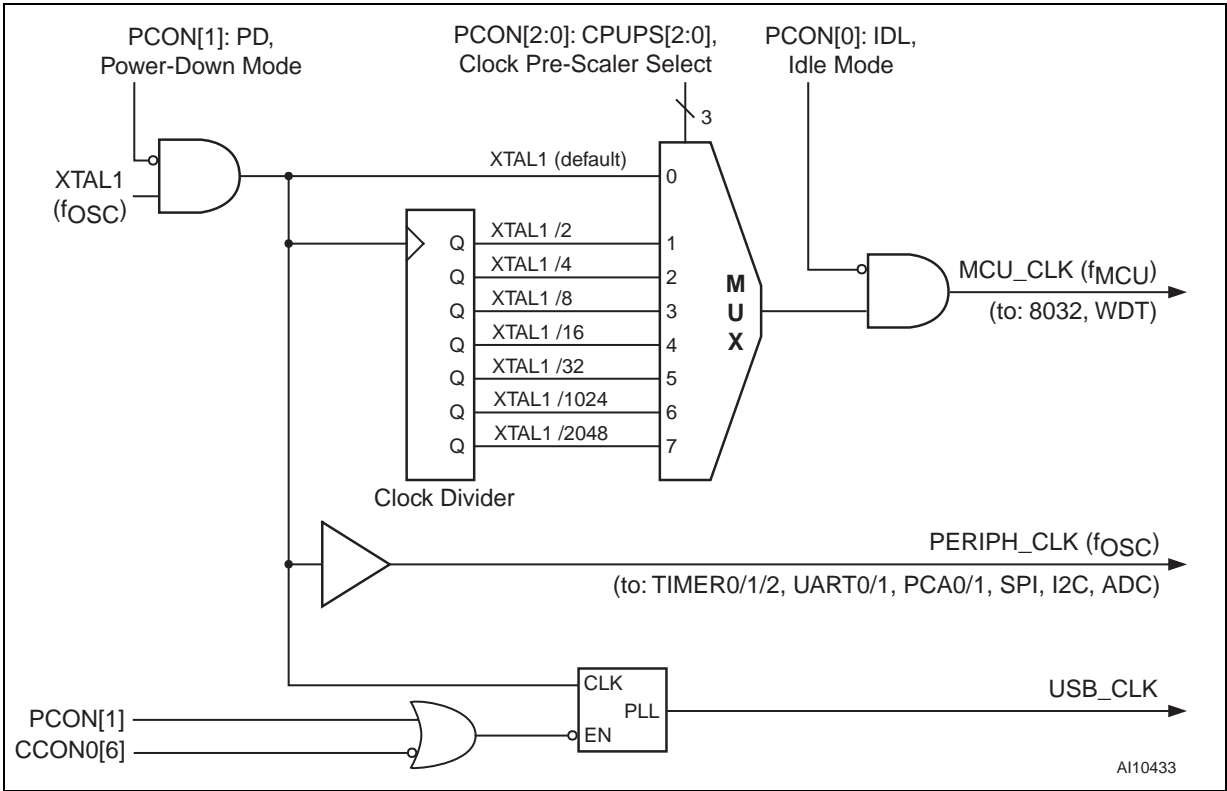 PCON[1]: PD,
Power-Down Mode
PCON[2:0]: CPUPS[2:0],
Clock Pre-Scaler Select
PCON[0]: IDL,
Idle Mode
3
XTAL1
(fOSC)
XTAL1 (default)
0
Q
XTAL1 /2
1
Q
XTAL1 /4
2
Q
XTAL1 /8
3
Q
XTAL1 /16
4
Q
XTAL1 /32
5
Q
XTAL1 /1024
6
Q
XTAL1 /2048
7
M
U
X
MCU_CLK (fMCU)
(to: 8032, WDT)
Clock Divider
PERIPH_CLK (fOSC)
(to: TIMER0/1/2, UART0/1, PCA0/1, SPI, I2C, ADC)
CLK
PLL
EN
USB_CLK
PCON[1]
CCON0[6]
AI10433